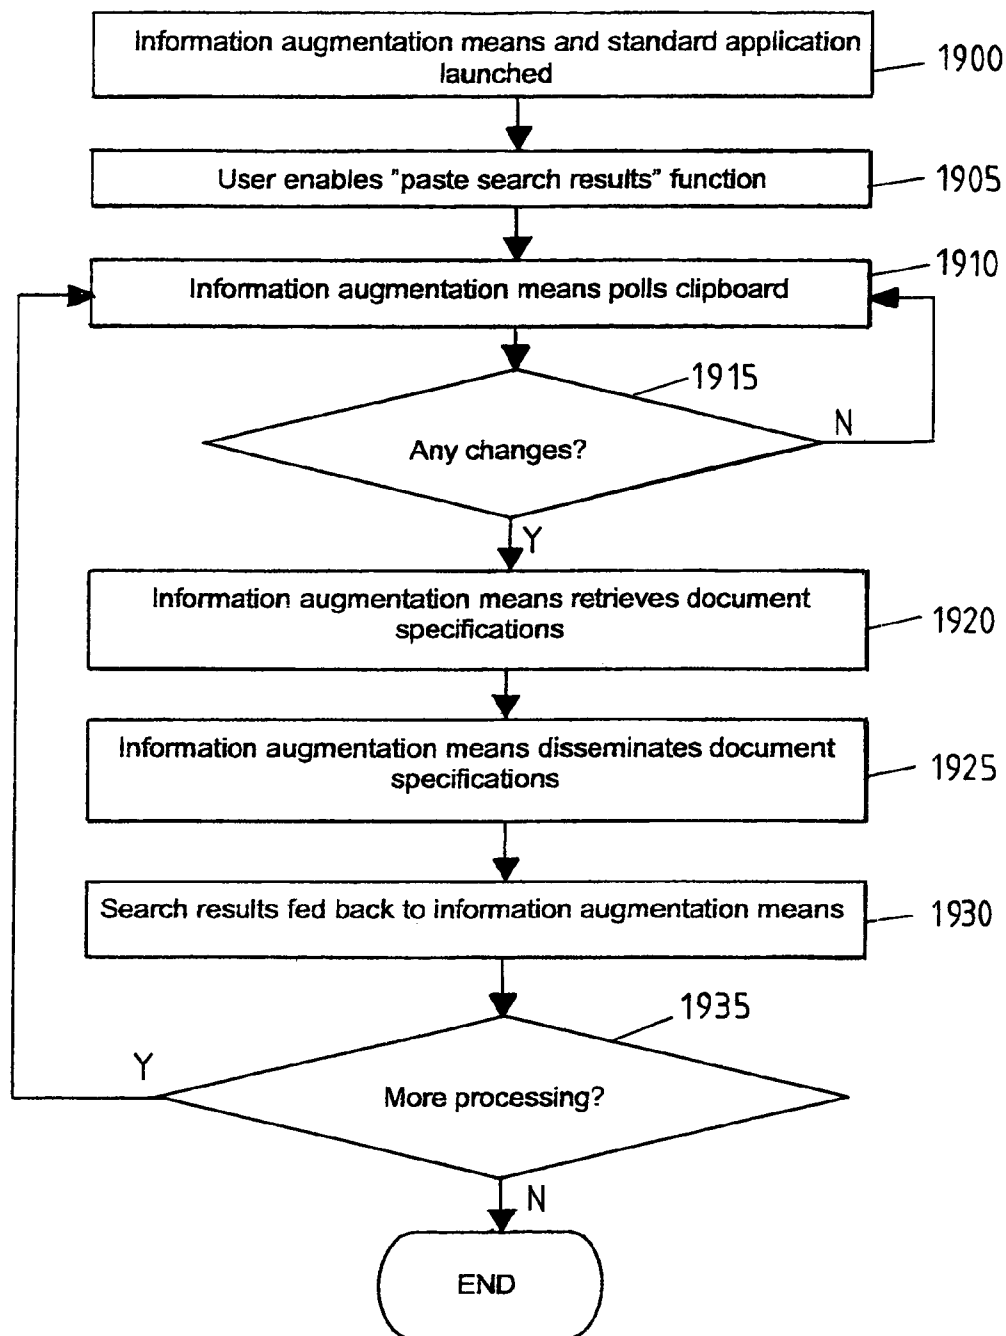 Information augmentation means and standard application
launched
1900
User enables "paste search results" function
1905
1910
Information augmentation means polls clipboard
1915
N
Any changes?
Y
Information augmentation means retrieves document
specifications
1920
Information augmentation means disseminates document
specifications
1925
Search results fed back to information augmentation means
1930
1935
Y
More processing?
N
END